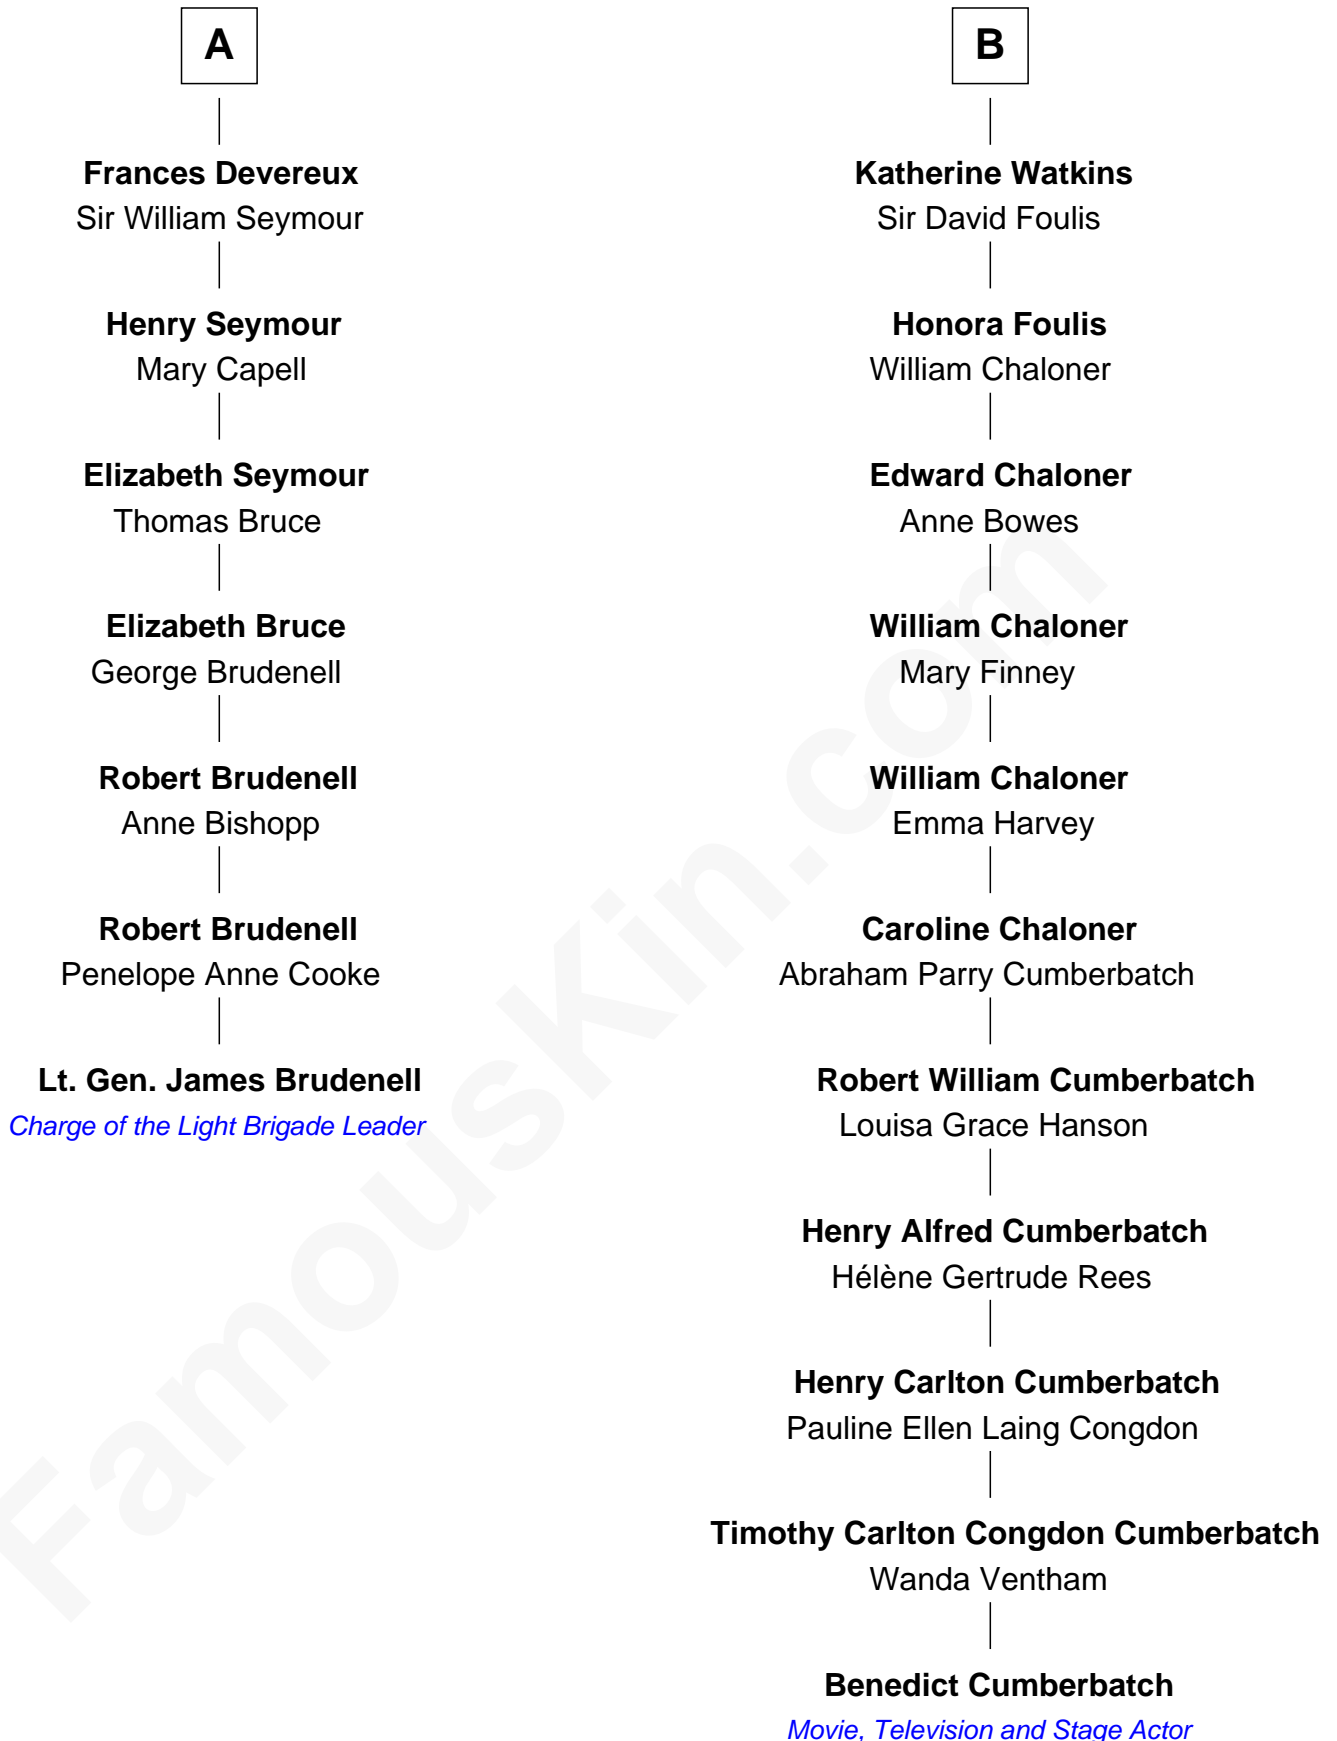 A
Frances Devereux
Sir William Seymour
Henry Seymour
Mary Capell
Elizabeth Seymour
Thomas Bruce
Elizabeth Bruce
George Brudenell
Robert Brudenell
Anne Bishopp
Robert Brudenell
Penelope Anne Cooke
Lt. Gen. James Brudenell
Charge of the Light Brigade Leader
B
Katherine Watkins
Sir David Foulis
Honora Foulis
William Chaloner
Edward Chaloner
Anne Bowes
William Chaloner
Mary Finney
William Chaloner
Emma Harvey
Caroline Chaloner
Abraham Parry Cumberbatch
Robert William Cumberbatch
Louisa Grace Hanson
Henry Alfred Cumberbatch
Hélène Gertrude Rees
Henry Carlton Cumberbatch
Pauline Ellen Laing Congdon
Timothy Carlton Congdon Cumberbatch
Wanda Ventham
Benedict Cumberbatch
Movie, Television and Stage Actor
FamousKin.com